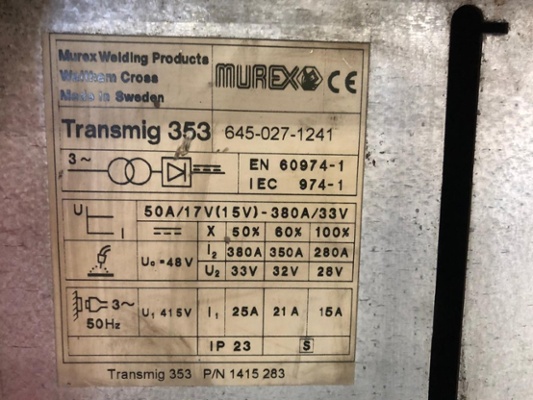 Murex Welding Products
Waltham Cross
Made in Sweden
MUREX CE
Transmig 353 645-027-1241
3~
EN 60974-1
IEC 974-1
50A/17V(15V)-380A/33V
U
I
X 50% 60% 100%
I2 380A 350A 280A
U0=48V
U2 33V 32V 28V
3~
50Hz
U1 415V I1 25A 21A 15A
IP 23 S
Transmig 353 P/N 1415 283